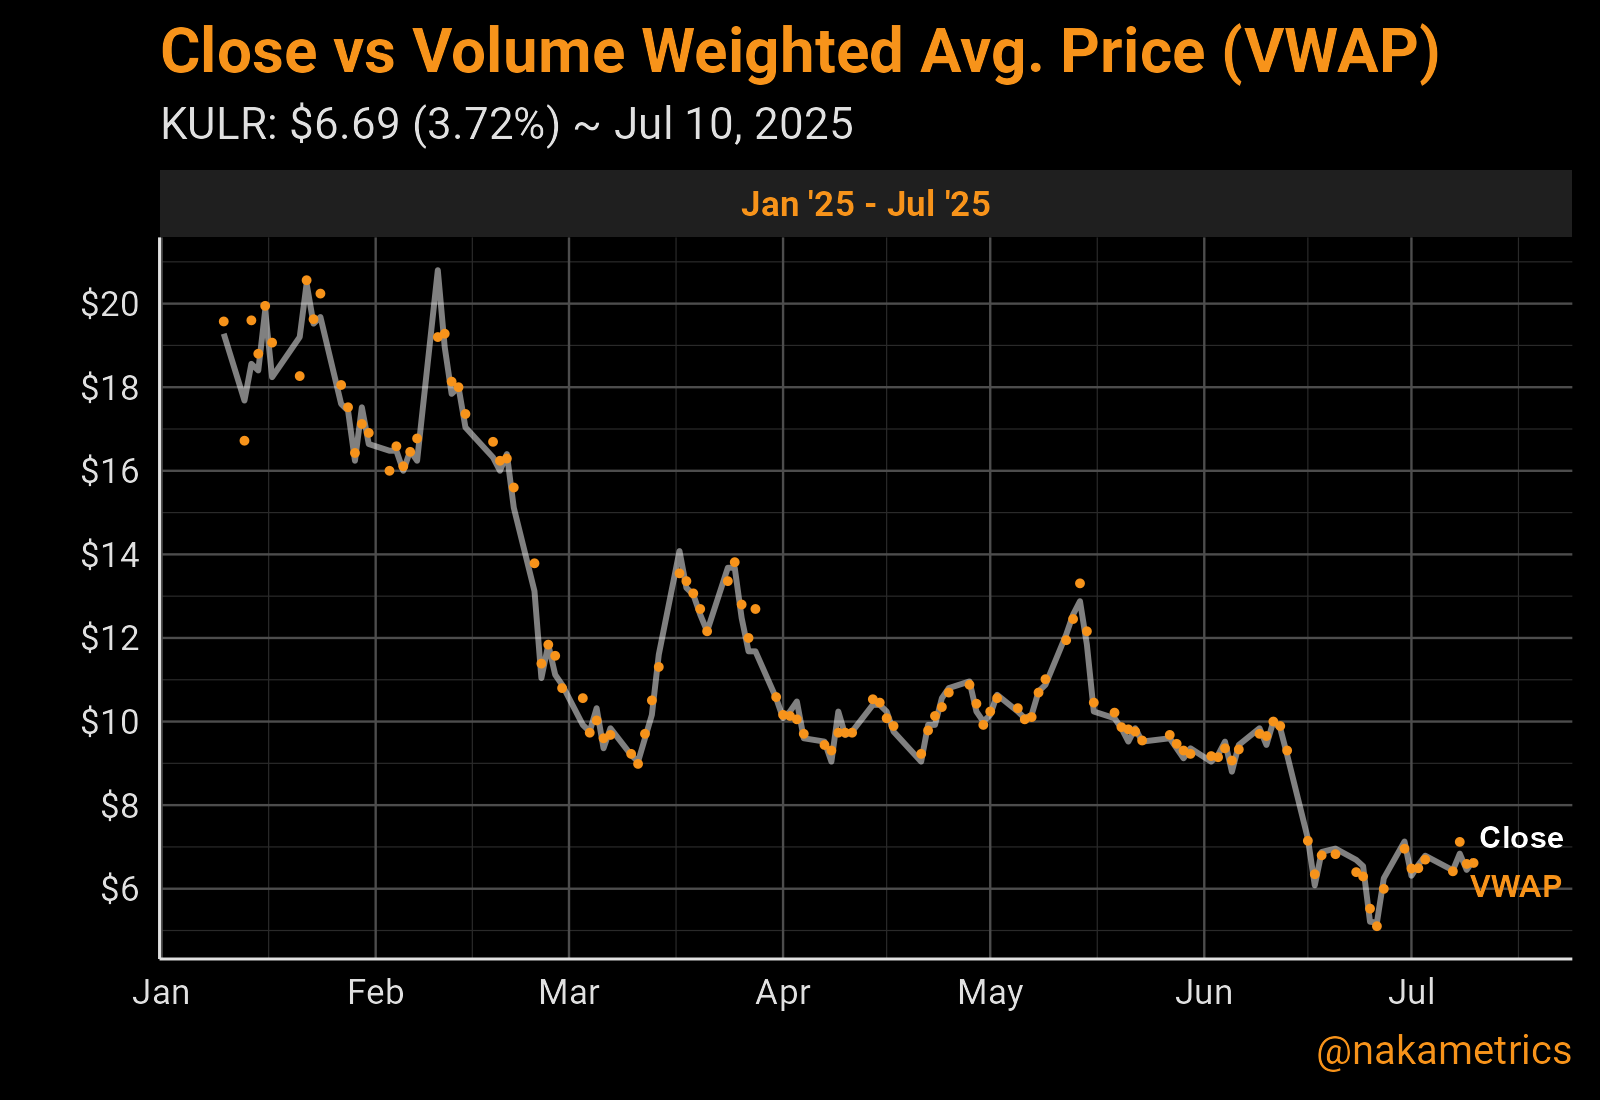 Close vs Volume Weighted Avg. Price (VWAP)
KULR: $6.69 (3.72%) ~ Jul 10, 2025
Jan '25 - Jul '25
$20
$18
$16
$14
$12
$10
$8
$6
Close
VWAP
Jan Feb Mar Apr May Jun Jul
@nakametrics